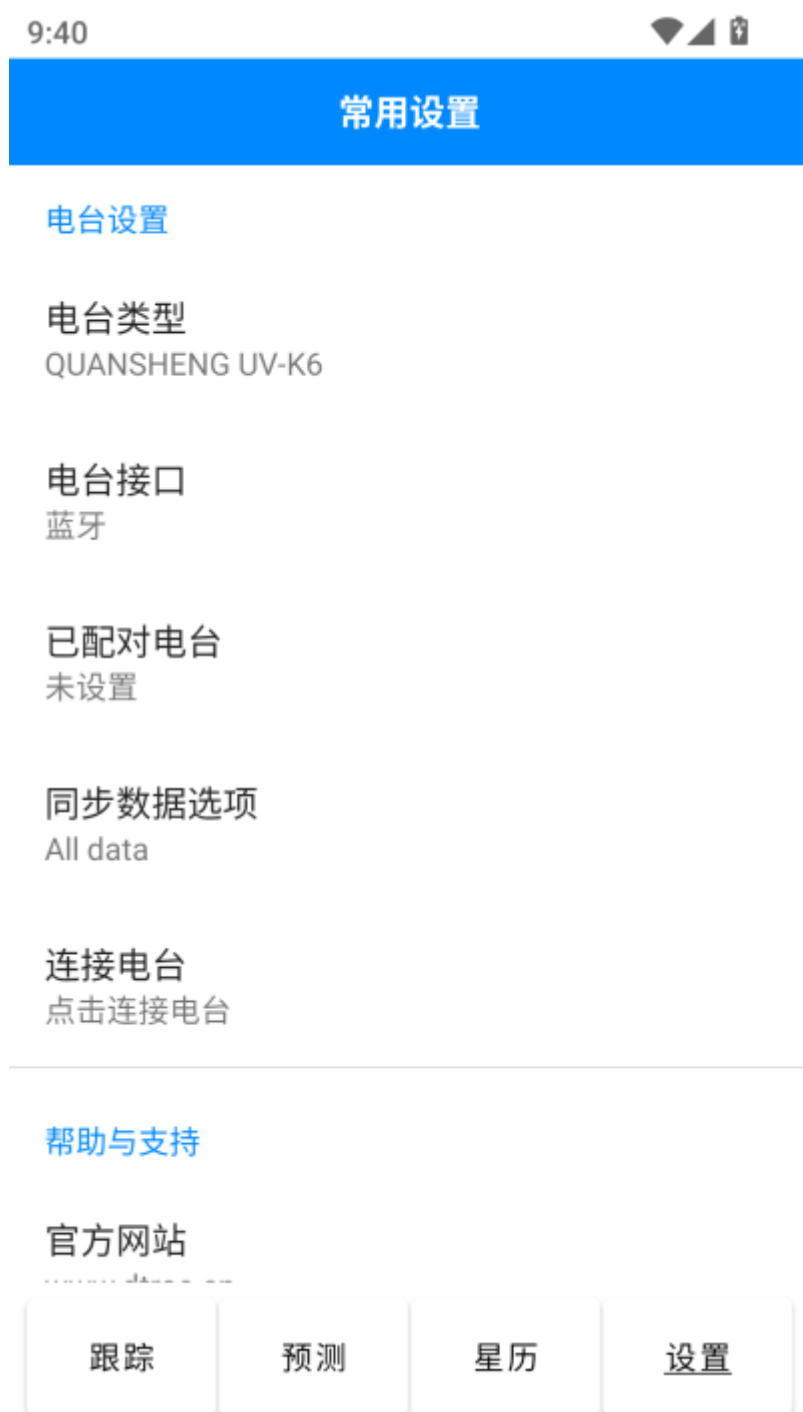 9:40
常用设置
电台设置
电台类型
QUANSHENG UV-K6
电台接口
蓝牙
已配对电台
未设置
同步数据选项
All data
连接电台
点击连接电台
帮助与支持
官方网站
跟踪
预测
星历
设置